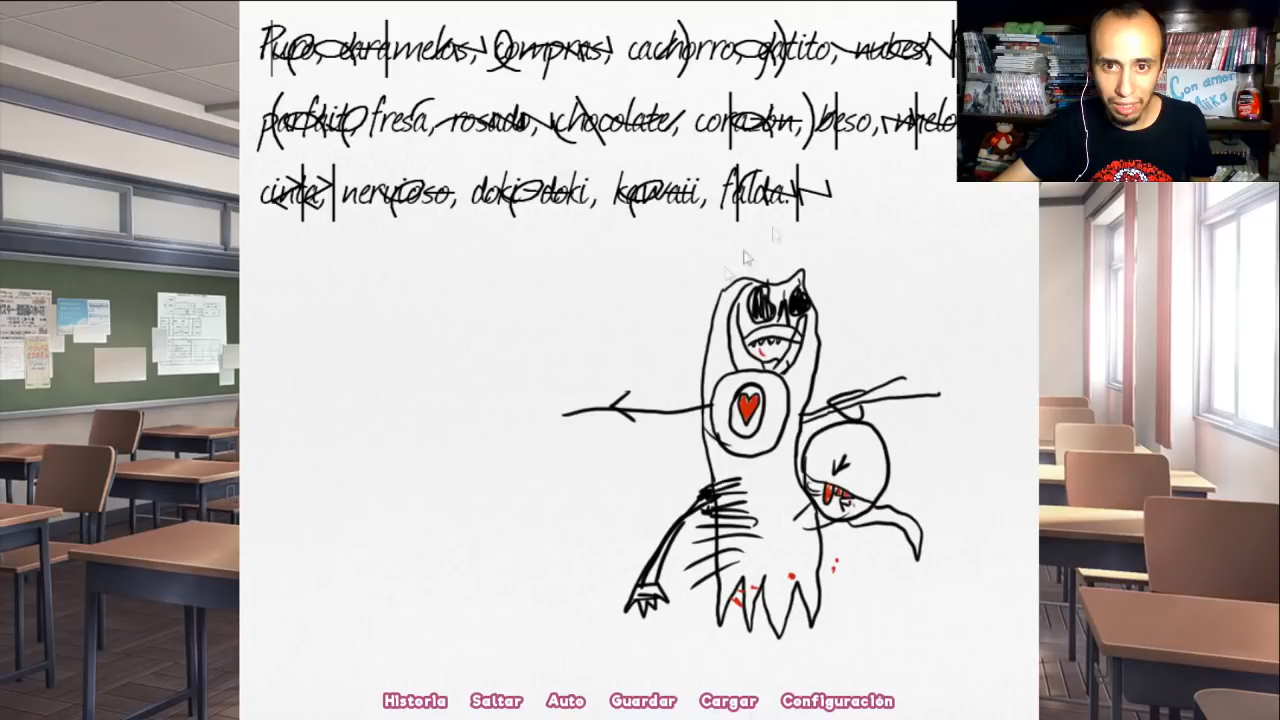 Puro, caramelos, compras, cachorro, gatito, nubes,
parfait, fresa, rosado, chocolate, corazón, beso, melo
cinta, nervioso, doki-doki, kawaii, falda.
Con amor
Historia Saltar Auto Guardar Cargar Configuración